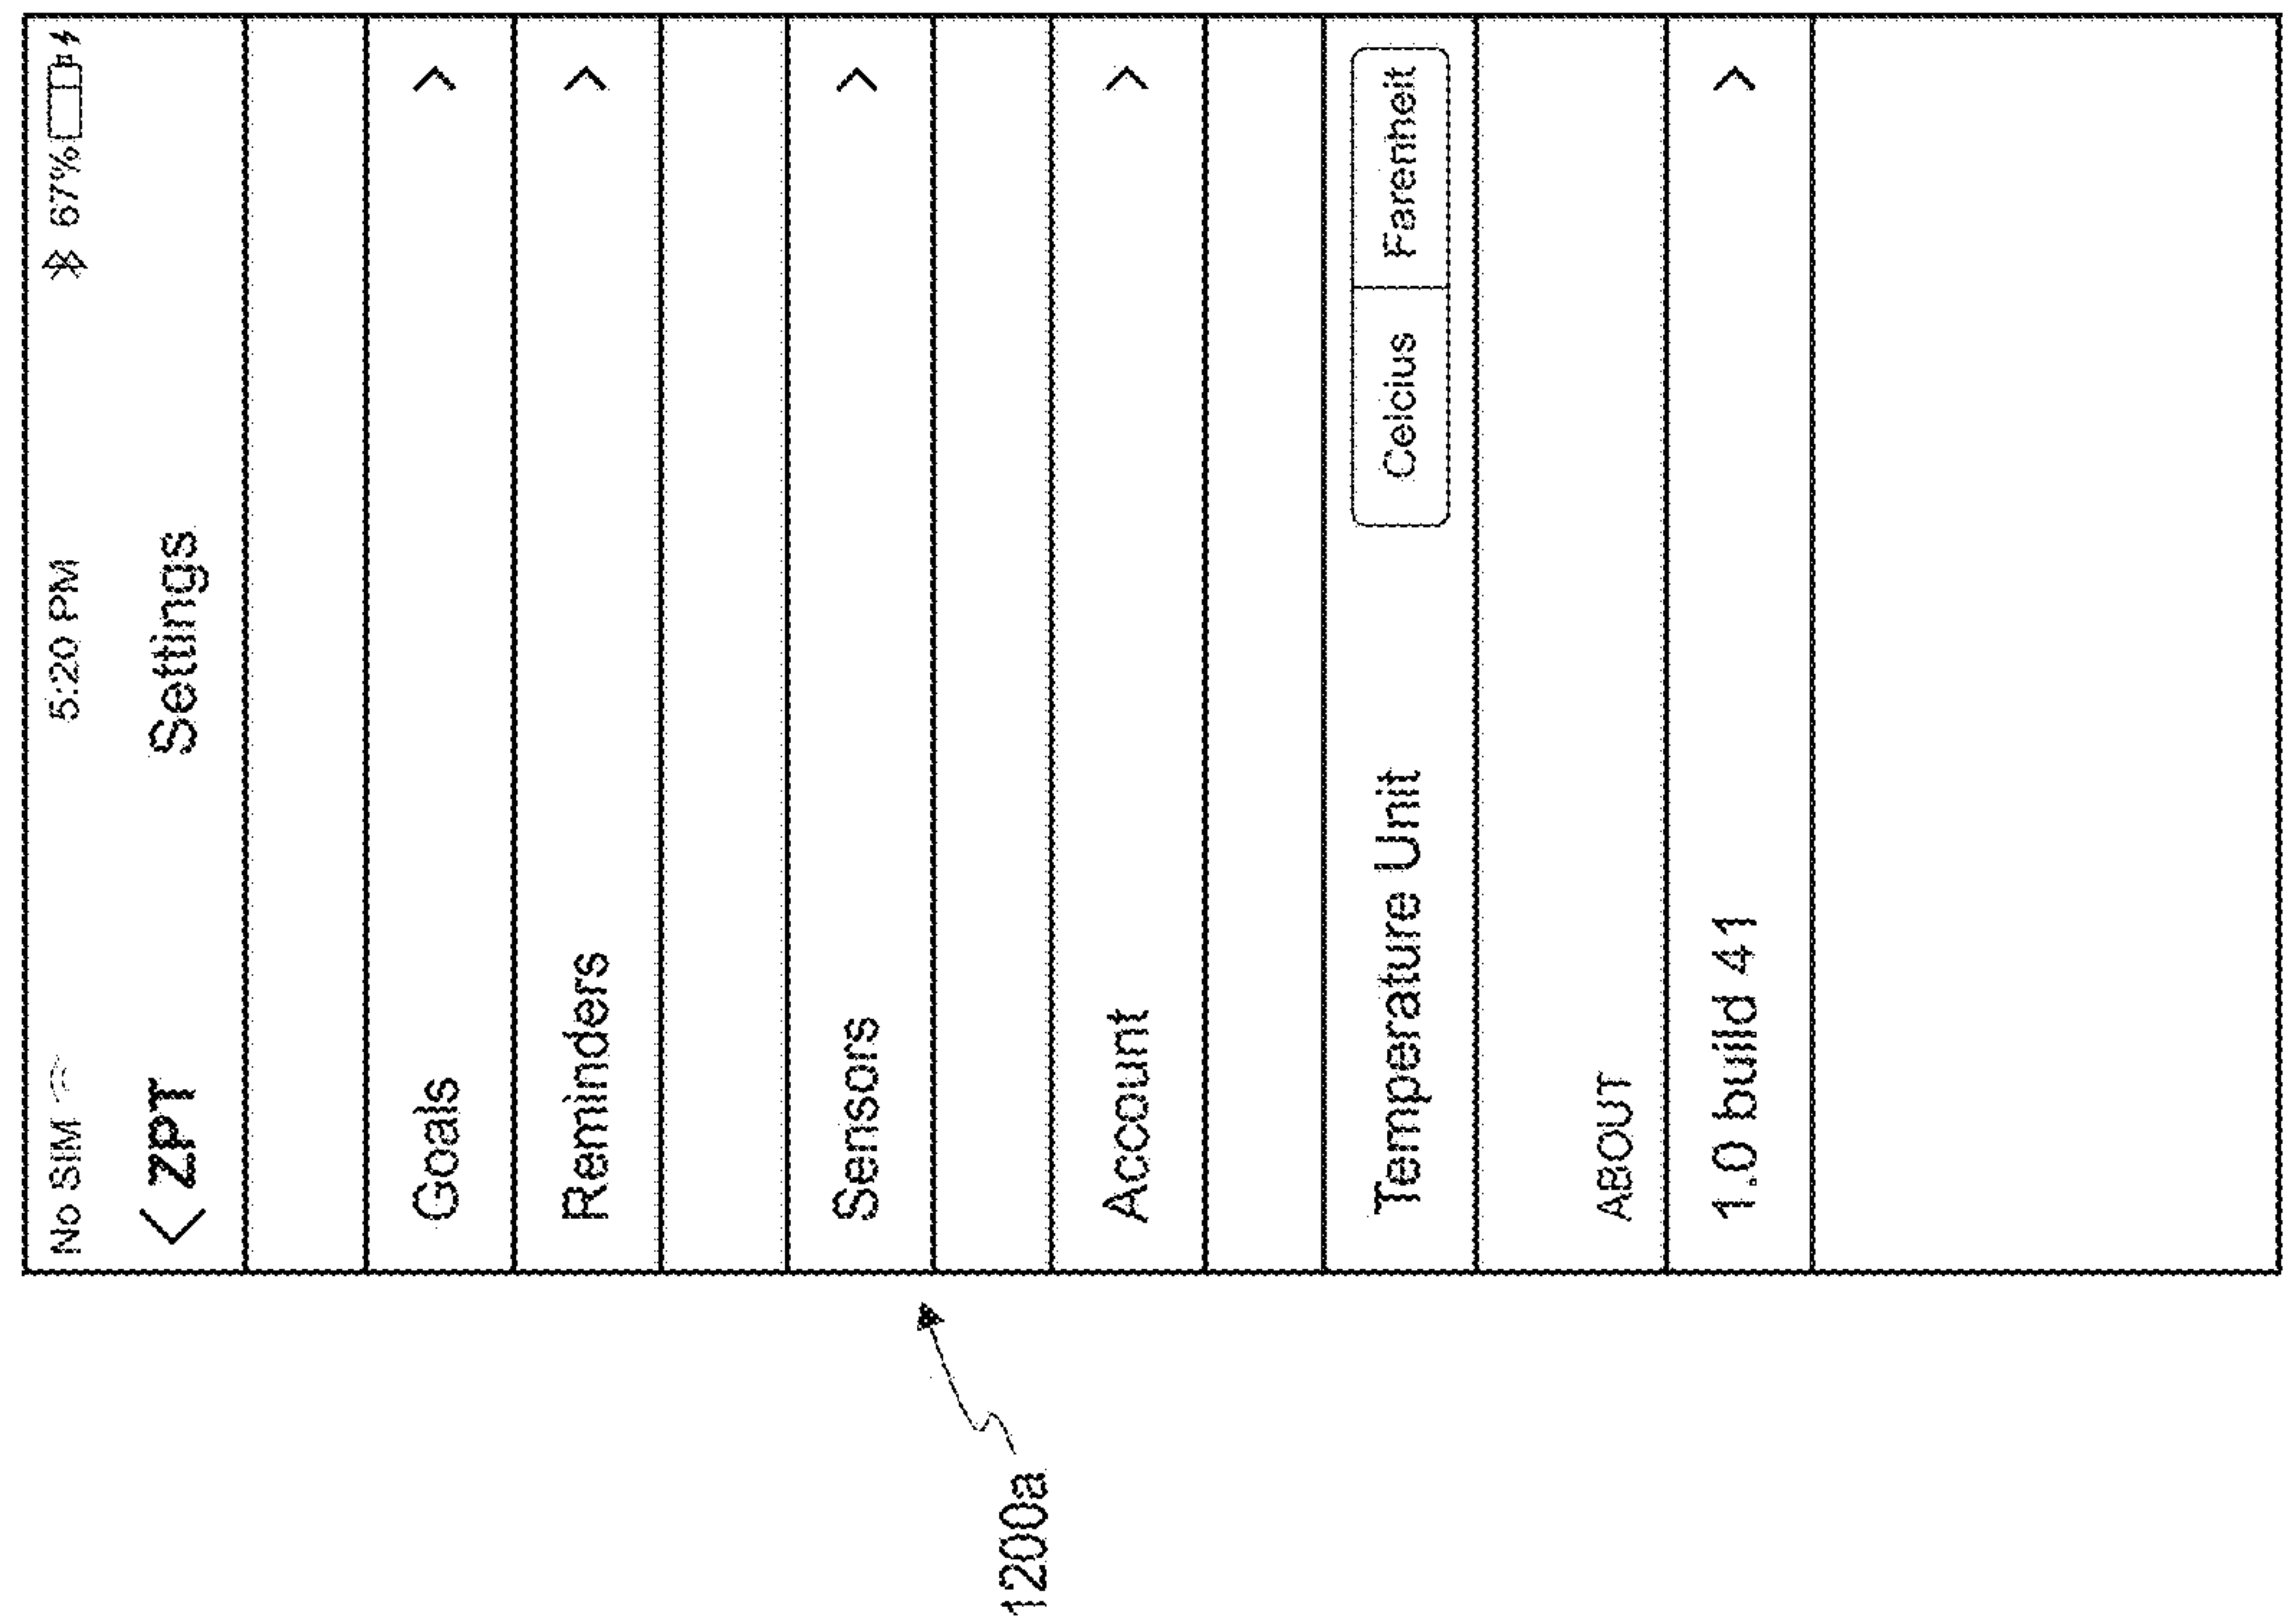 No SIM 5:20 PM 67%
< ZPT Settings
Goals >
Reminders >
Sensors >
Account >
Temperature Unit Celcius Farenheit
ABOUT
1.0 build 41 >
1200a